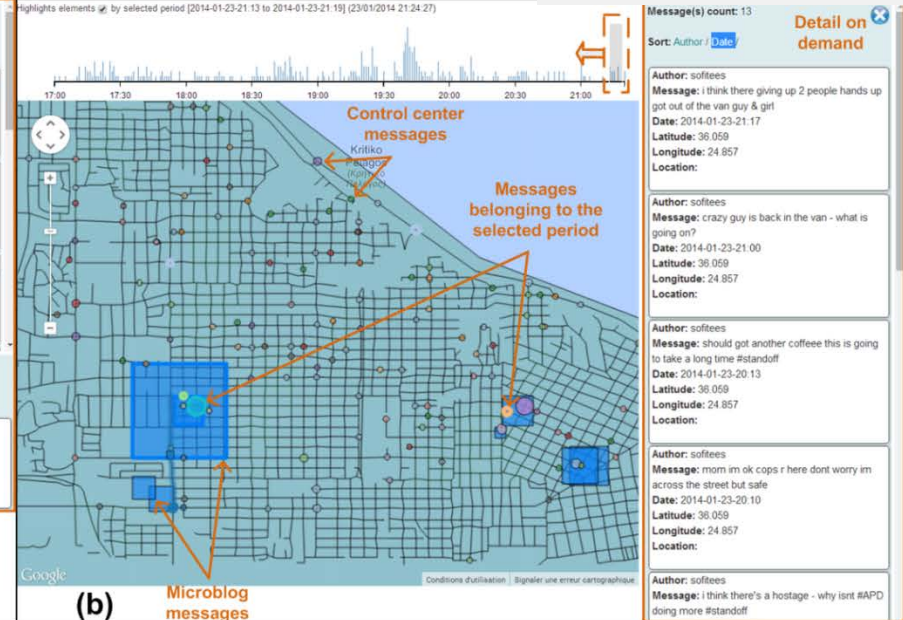 Highlights elements by selected period [2014-01-23-21:13 to 2014-01-23-21:19] (23/01/2014 21:24:27)
17:00 17:30 18:00 18:30 19:00 19:30 20:00 20:30 21:00
Control center
messages
Kritiko
Messages
belonging to the
selected period
Google
Conditions d'utilisation Signaler une erreur cartographique
(b)
Microblog
messages
Message(s) count: 13
Detail on
demand
Sort: Author / Date /
Author: sofitees
Message: i think there giving up 2 people hands up
got out of the van guy & girl
Date: 2014-01-23-21:17
Latitude: 36.059
Longitude: 24.857
Location:
Author: sofitees
Message: crazy guy is back in the van - what is
going on?
Date: 2014-01-23-21:00
Latitude: 36.059
Longitude: 24.857
Location:
Author: sofitees
Message: should got another coffeee this is going
to take a long time #standoff
Date: 2014-01-23-20:13
Latitude: 36.059
Longitude: 24.857
Location:
Author: sofitees
Message: mom im ok cops r here dont worry im
across the street but safe
Date: 2014-01-23-20:10
Latitude: 36.059
Longitude: 24.857
Location:
Author: sofitees
Message: i think there's a hostage - why isnt #APD
doing more #standoff